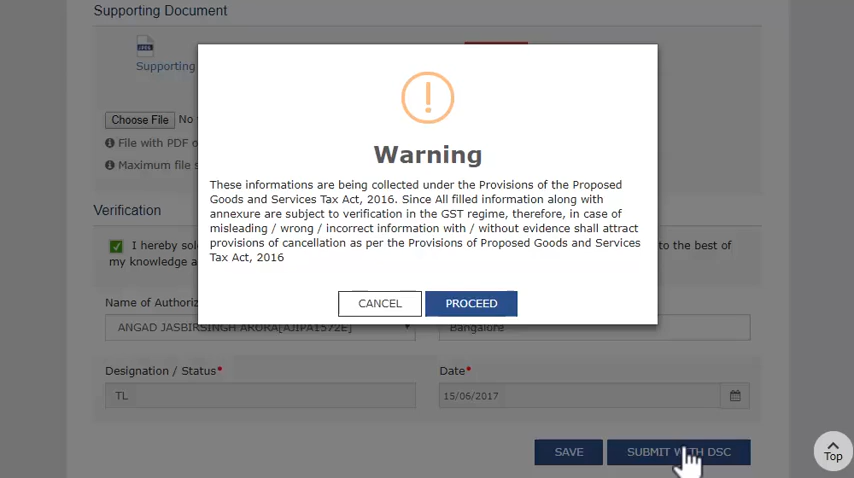 Supporting Document
Supporting
Choose File No
File with PDF o
Maximum file s
Warning
These informations are being collected under the Provisions of the Proposed
Goods and Services Tax Act, 2016. Since All filled information along with
annexure are subject to verification in the GST regime, therefore, in case of
misleading / wrong / incorrect information with / without evidence shall attract
provisions of cancellation as per the Provisions of Proposed Goods and Services
Tax Act, 2016
CANCEL PROCEED
Verification
I hereby sol to the best of
my knowledge a
Name of Authoriz
ANGAD JASBIRSINGH ARORA[AJIPA1572E] Bangalure
Designation / Status* Date*
TL 15/06/2017
SAVE SUBMIT WITH DSC
Top